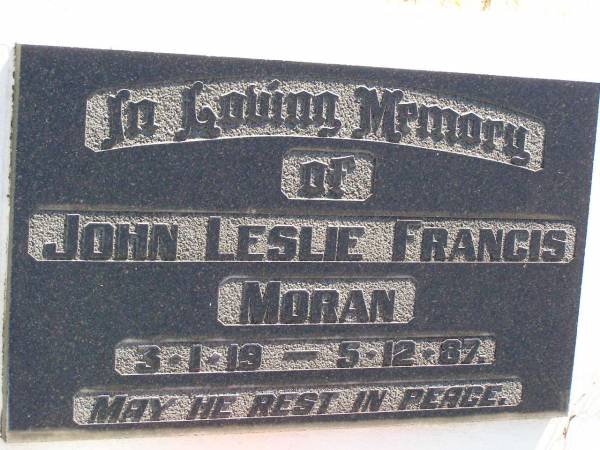 In Loving Memory
of
JOHN LESLIE FRANCIS
MORAN
3·1·19 — 5·12·87.
MAY HE REST IN PEACE.